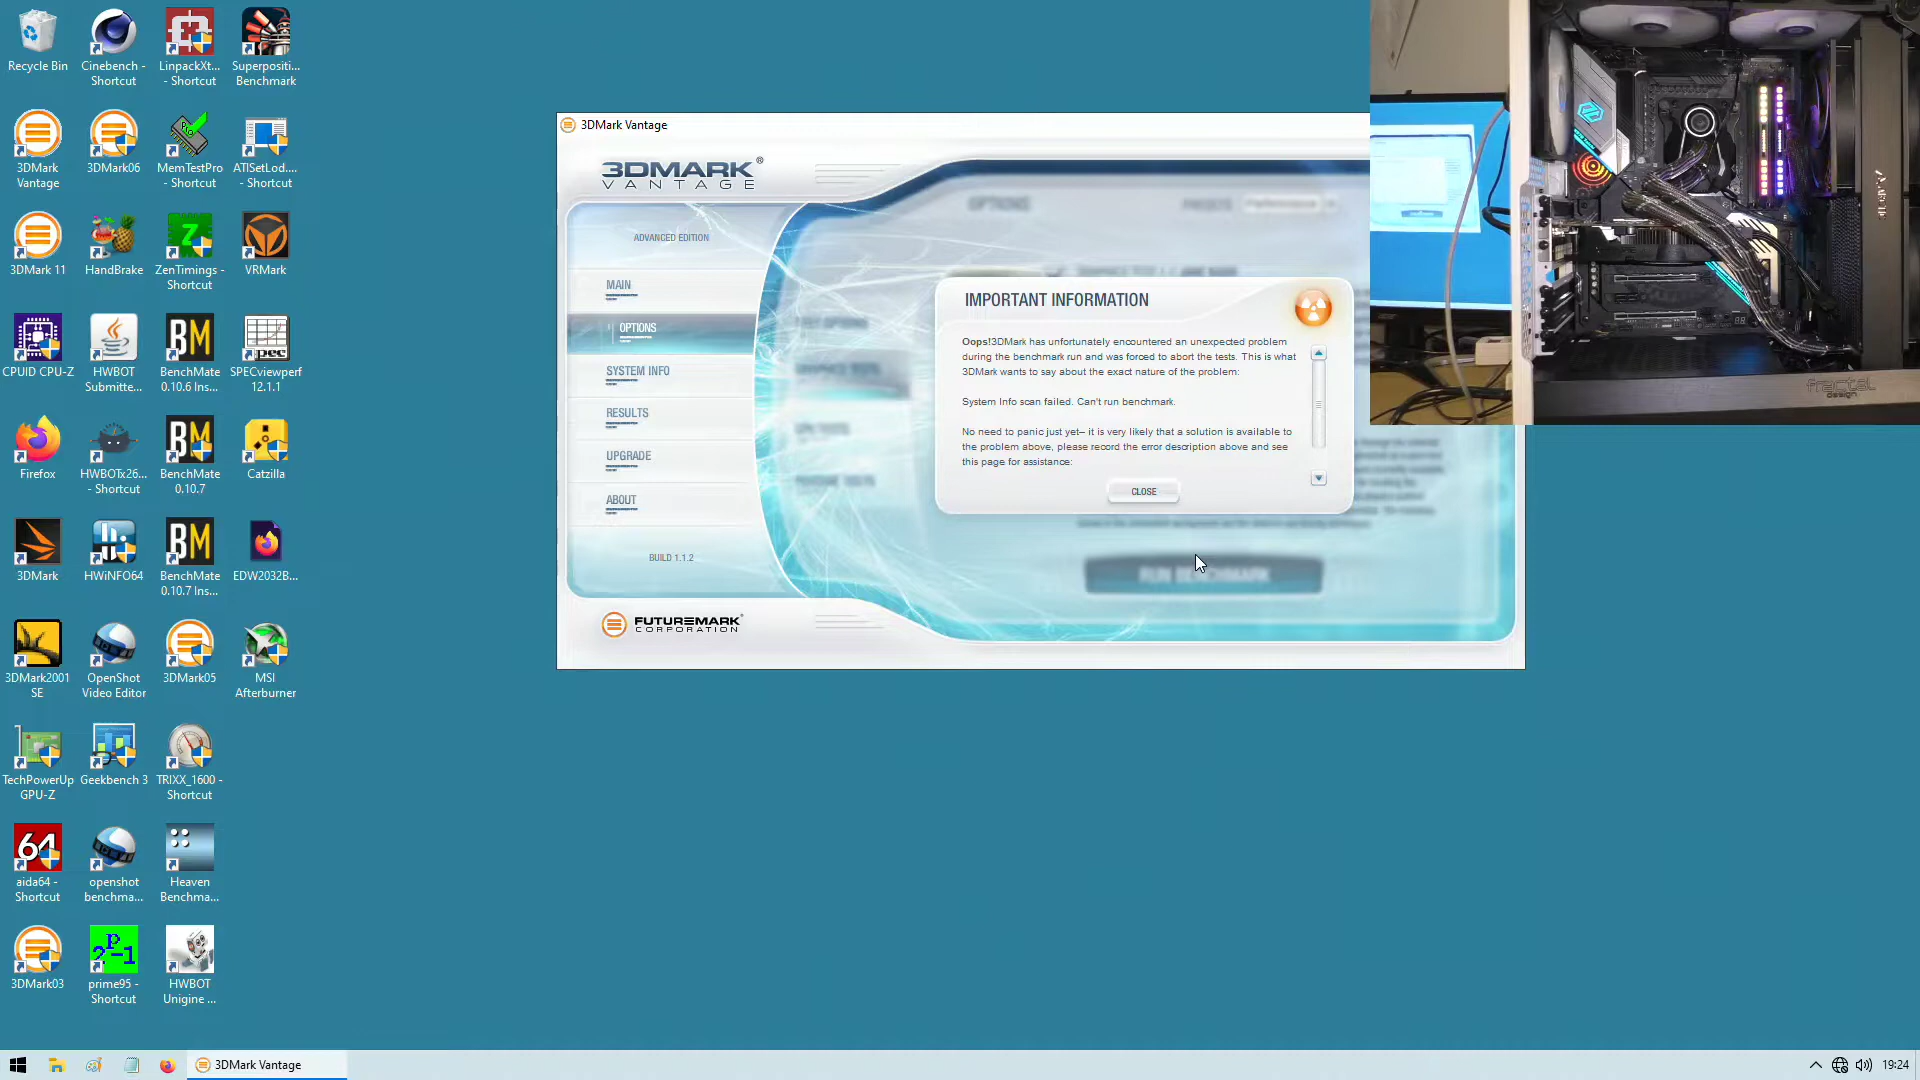 Recycle Bin
Cinebench -
Shortcut
LinpackXt...
- Shortcut
Superpositi...
Benchmark
3DMark
Vantage
3DMark06
MemTestPro
- Shortcut
ATISetLod....
- Shortcut
3DMark 11
HandBrake
ZenTimings -
Shortcut
VRMark
CPUID CPU-Z
HWBOT
Submitte...
BenchMate
0.10.6 Ins...
SPECviewperf
12.1.1
Firefox
HWBOTx26...
- Shortcut
BenchMate
0.10.7
Catzilla
3DMark
HWiNFO64
BenchMate
0.10.7 Ins...
EDW2032B...
3DMark2001
SE
OpenShot
Video Editor
3DMark05
MSI
Afterburner
TechPowerUp
GPU-Z
Geekbench 3
TRIXX_1600 -
Shortcut
aida64 -
Shortcut
openshot
benchma...
Heaven
Benchma...
3DMark03
prime95 -
Shortcut
HWBOT
Unigine ...
3DMark Vantage
3DMARK®
VANTAGE
ADVANCED EDITION
MAIN
OPTIONS
SYSTEM INFO
RESULTS
UPGRADE
ABOUT
BUILD 1.1.2
FUTUREMARK
CORPORATION
OPTIONS
IMPORTANT INFORMATION
Oops!3DMark has unfortunately encountered an unexpected problem
during the benchmark run and was forced to abort the tests. This is what
3DMark wants to say about the exact nature of the problem:
System Info scan failed. Can't run benchmark.
No need to panic just yet– it is very likely that a solution is available to
the problem above, please record the error description above and see
this page for assistance:
CLOSE
RUN BENCHMARK
fractal
design
3DMark Vantage
19:24